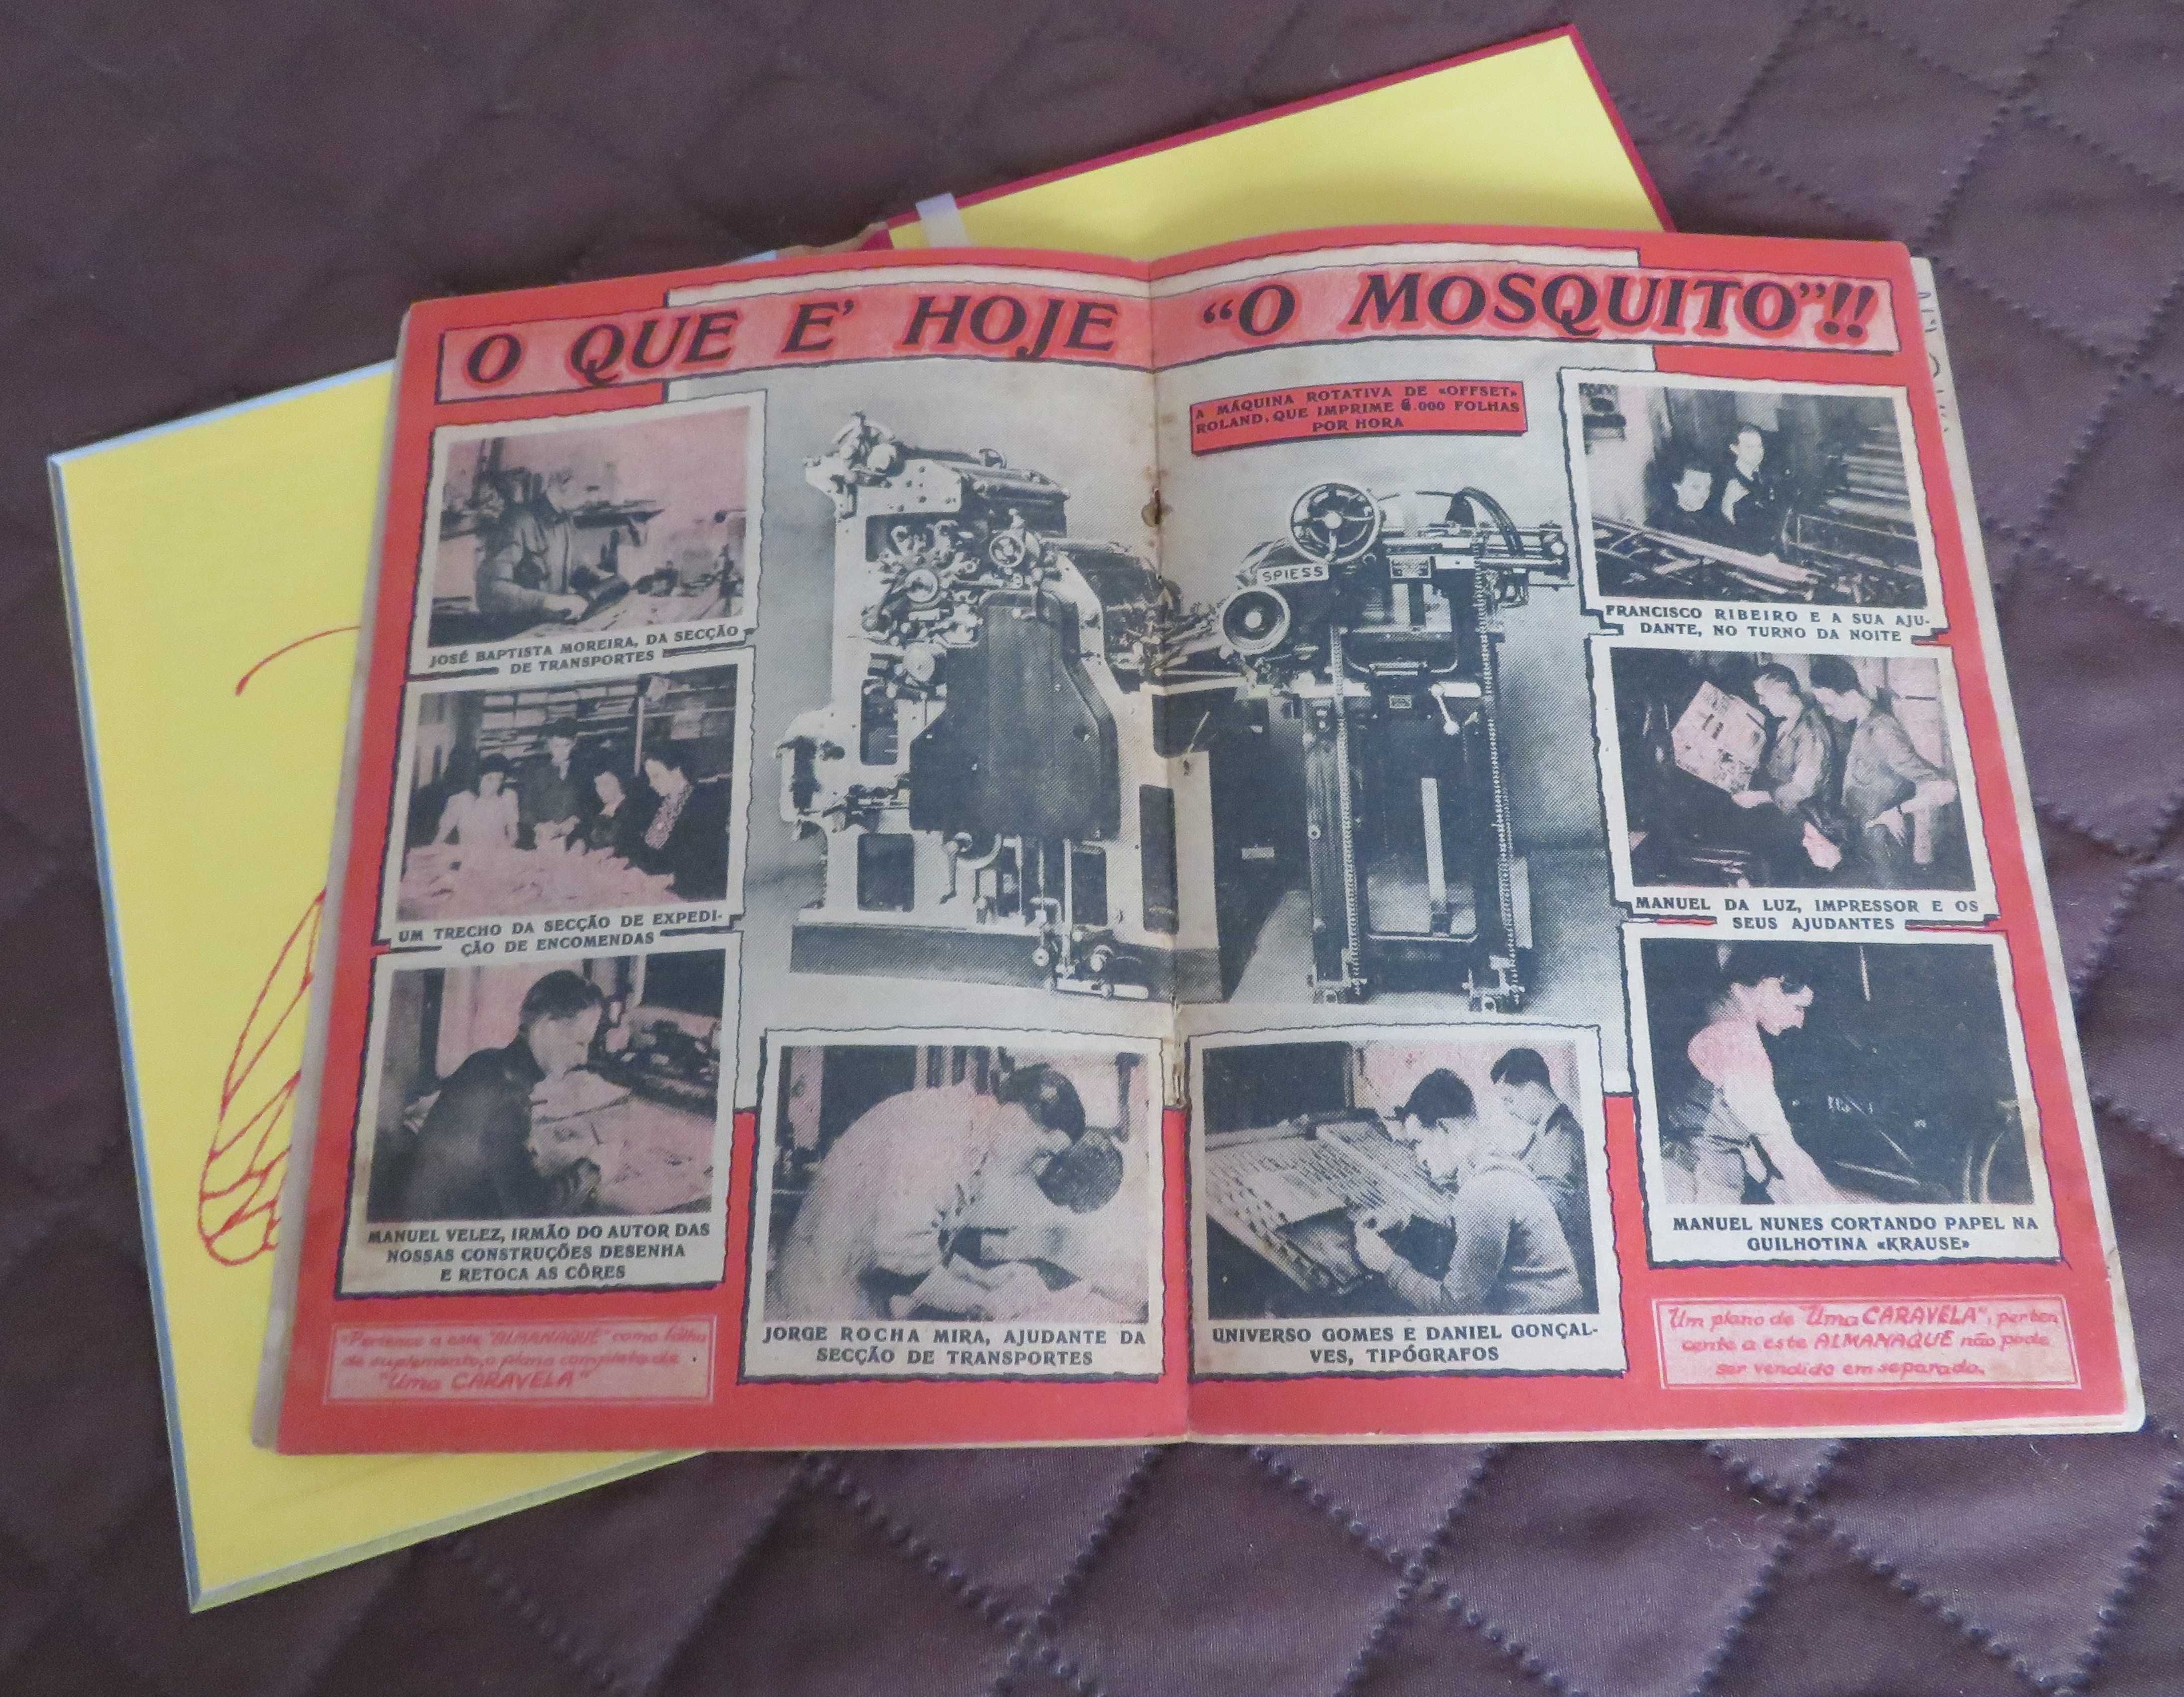 O QUE E' HOJE “O MOSQUITO”!!
A MÁQUINA ROTATIVA DE «OFFSET»
ROLAND, QUE IMPRIME 6.000 FOLHAS
POR HORA
SPIESS
JOSÉ BAPTISTA MOREIRA, DA SECÇÃO
DE TRANSPORTES
UM TRECHO DA SECÇÃO DE EXPEDI-
ÇÃO DE ENCOMENDAS
MANUEL VELEZ, IRMÃO DO AUTOR DAS
NOSSAS CONSTRUÇÕES DESENHA
E RETOCA AS CÔRES
JORGE ROCHA MIRA, AJUDANTE DA
SECÇÃO DE TRANSPORTES
UNIVERSO GOMES E DANIEL GONÇAL-
VES, TIPÓGRAFOS
FRANCISCO RIBEIRO E A SUA AJU-
DANTE, NO TURNO DA NOITE
MANUEL DA LUZ, IMPRESSOR E OS
SEUS AJUDANTES
MANUEL NUNES CORTANDO PAPEL NA
GUILHOTINA «KRAUSE»
Pertence a este "ALMANAQUE" como folha
de suplemento, o plano completo de
"Uma CARAVELA"
Um plano de "Uma CARAVELA", perten
cente a este ALMANAQUE não pode
ser vendido em separado.